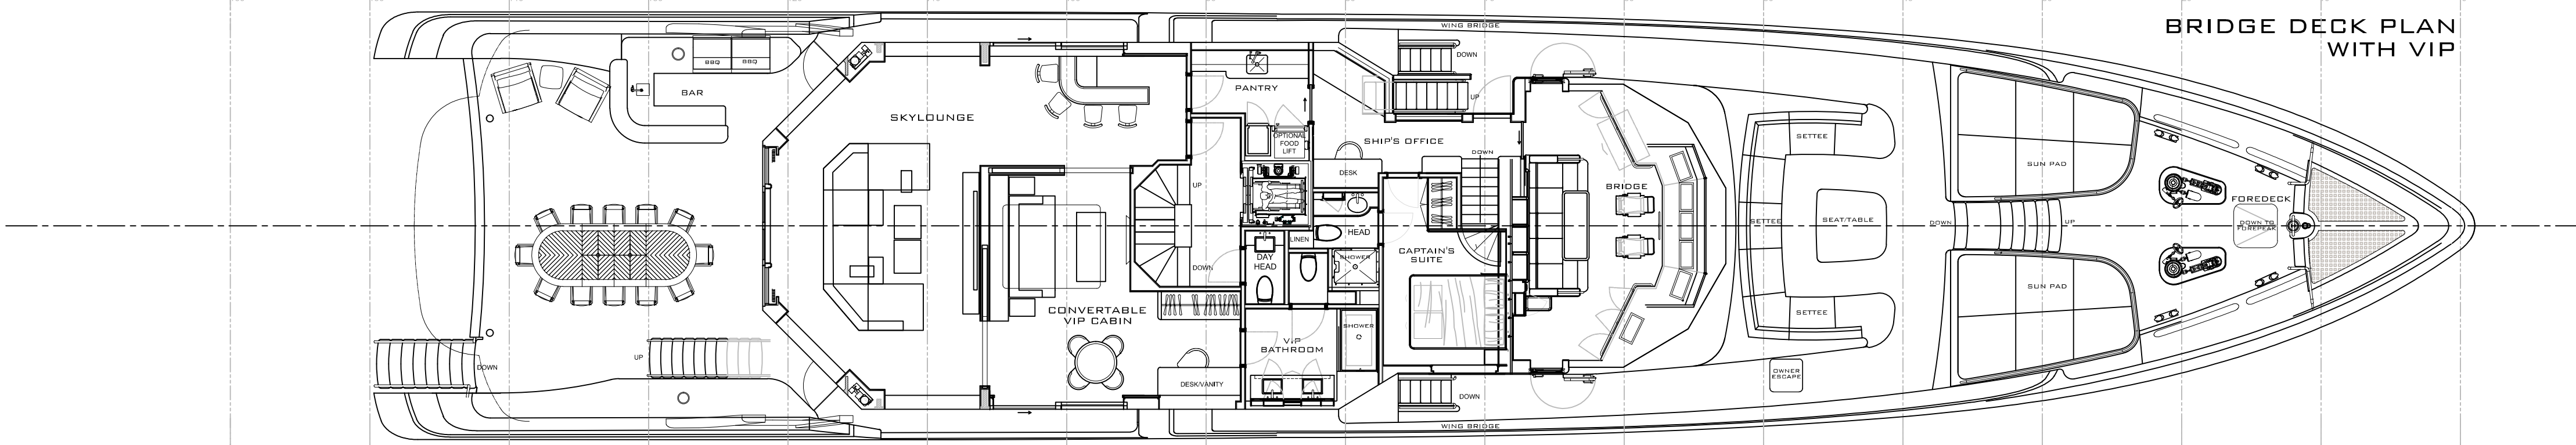 BRIDGE DECK PLAN
WITH VIP
WING BRIDGE
DOWN
BBQ
BBQ
BAR
SKYLOUNGE
PANTRY
UP
OPTIONAL
FOOD
LIFT
SHIP'S OFFICE
DESK
DOWN
BRIDGE
SETTEE
SETTEE
SEAT/TABLE
SETTEE
SUN PAD
DOWN
UP
SUN PAD
FOREDECK
DOWN TO
FOREPEAK
UP
DOWN
HEAD
LINEN
DAY
HEAD
SHOWER
CAPTAIN'S
SUITE
CONVERTABLE
VIP CABIN
SHOWER
VIP
BATHROOM
DESK/VANITY
UP
DOWN
OWNER
ESCAPE
DOWN
WING BRIDGE